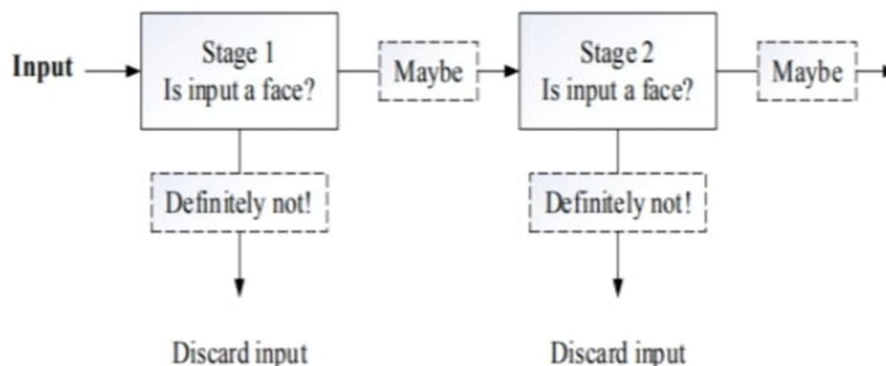 Input
Stage 1
Is input a face?
Maybe
Stage 2
Is input a face?
Maybe
Definitely not!
Definitely not!
Discard input
Discard input